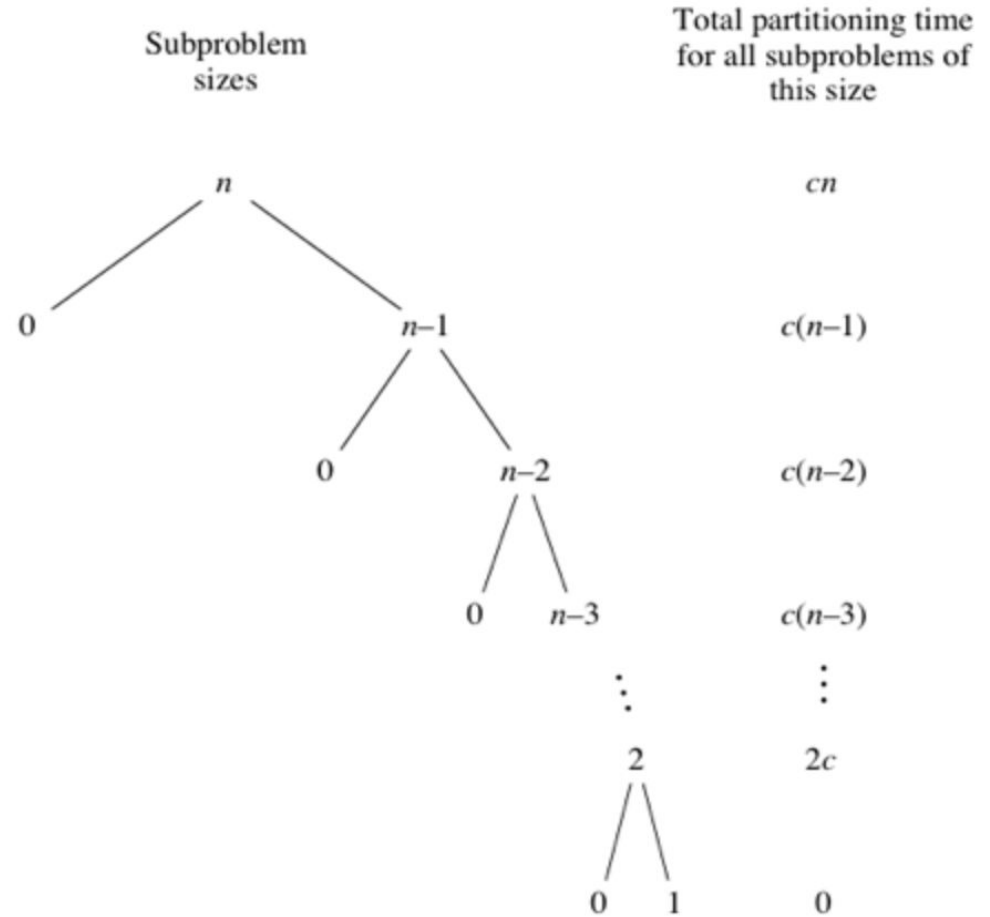 Subproblem
sizes
Total partitioning time
for all subproblems of
this size
n
cn
0
n–1
c(n–1)
0
n–2
c(n–2)
0
n–3
c(n–3)
2
2c
0
1
0